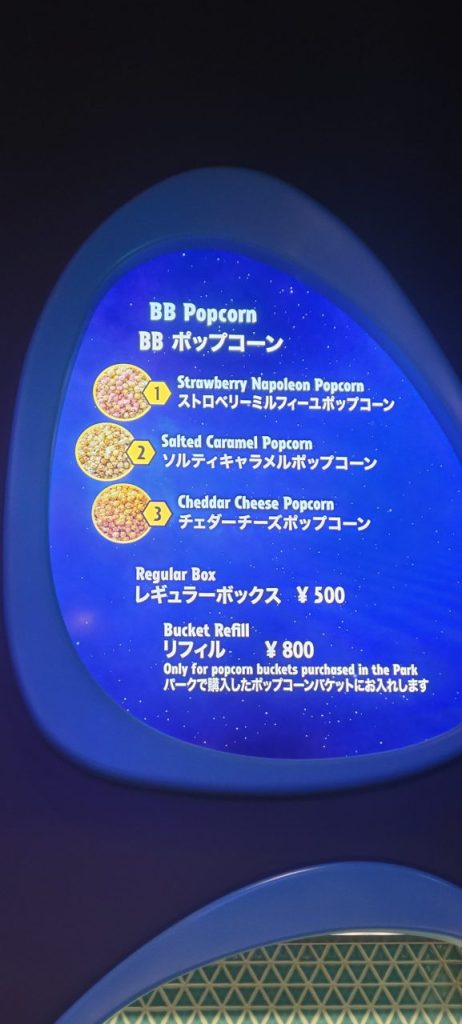 BB Popcorn
BB ポップコーン
1
Strawberry Napoleon Popcorn
ストロベリーミルフィーユポップコーン
2
Salted Caramel Popcorn
ソルティキャラメルポップコーン
3
Cheddar Cheese Popcorn
チェダーチーズポップコーン
Regular Box
レギュラーボックス ¥500
Bucket Refill
リフィル ¥800
Only for popcorn buckets purchased in the Park
パークで購入したポップコーンバケットにお入れします